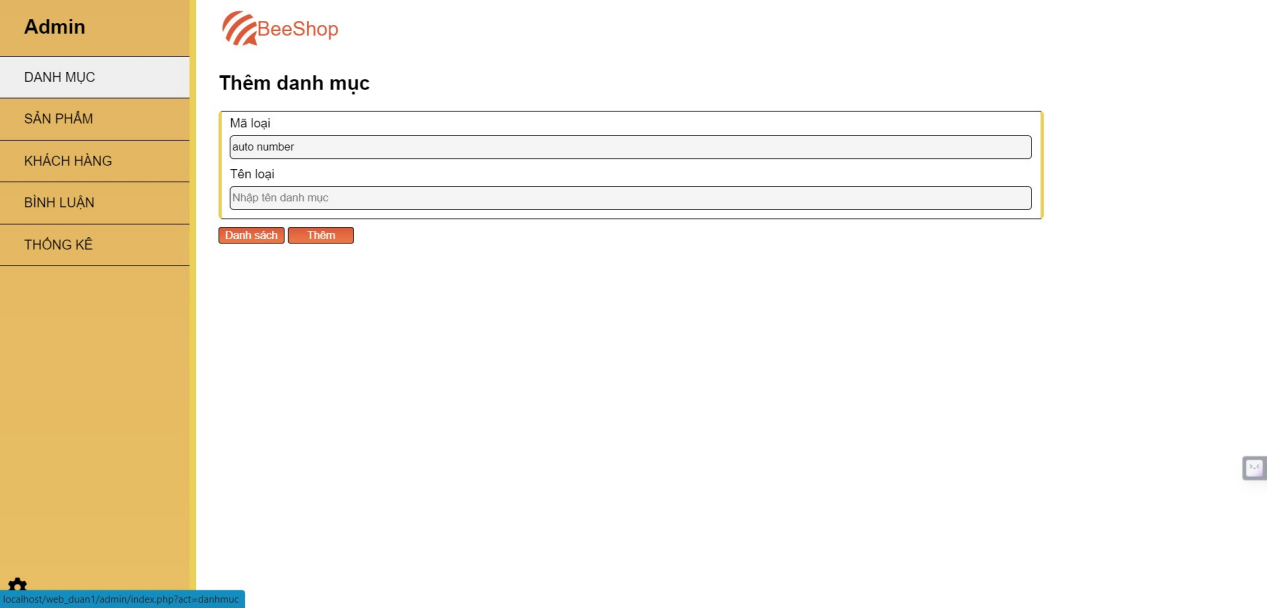 Admin
DANH MỤC
SẢN PHẨM
KHÁCH HÀNG
BÌNH LUẬN
THỐNG KÊ
BeeShop
Thêm danh mục
Mã loại
auto number
Tên loại
Nhập tên danh mục
Danh sách Thêm
localhost/web_duan1/admin/index.php?act=danhmuc